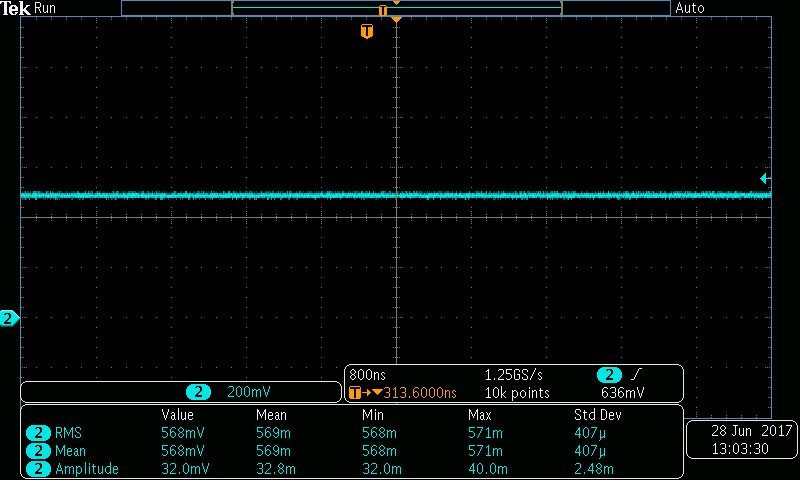 Tek Run Auto
T
T
2
2 200mV
800ns 1.25GS/s 2
T→▼313.6000ns 10k points 636mV
Value Mean Min Max Std Dev
2 RMS 568mV 569m 568m 571m 407µ
2 Mean 568mV 569m 568m 571m 407µ
2 Amplitude 32.0mV 32.8m 32.0m 40.0m 2.48m
28 Jun 2017
13:03:30